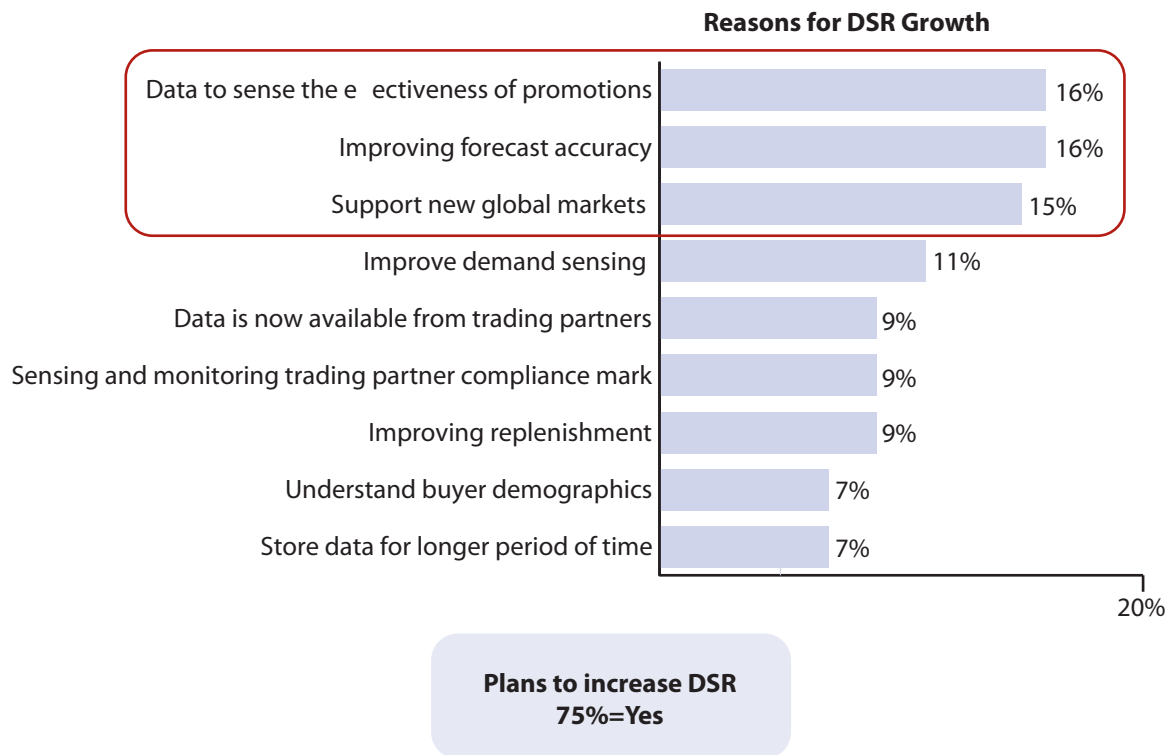 Reasons for DSR Growth
Data to sense the e ectiveness of promotions 16%
Improving forecast accuracy 16%
Support new global markets 15%
Improve demand sensing 11%
Data is now available from trading partners 9%
Sensing and monitoring trading partner compliance mark 9%
Improving replenishment 9%
Understand buyer demographics 7%
Store data for longer period of time 7%
20%
Plans to increase DSR
75%=Yes